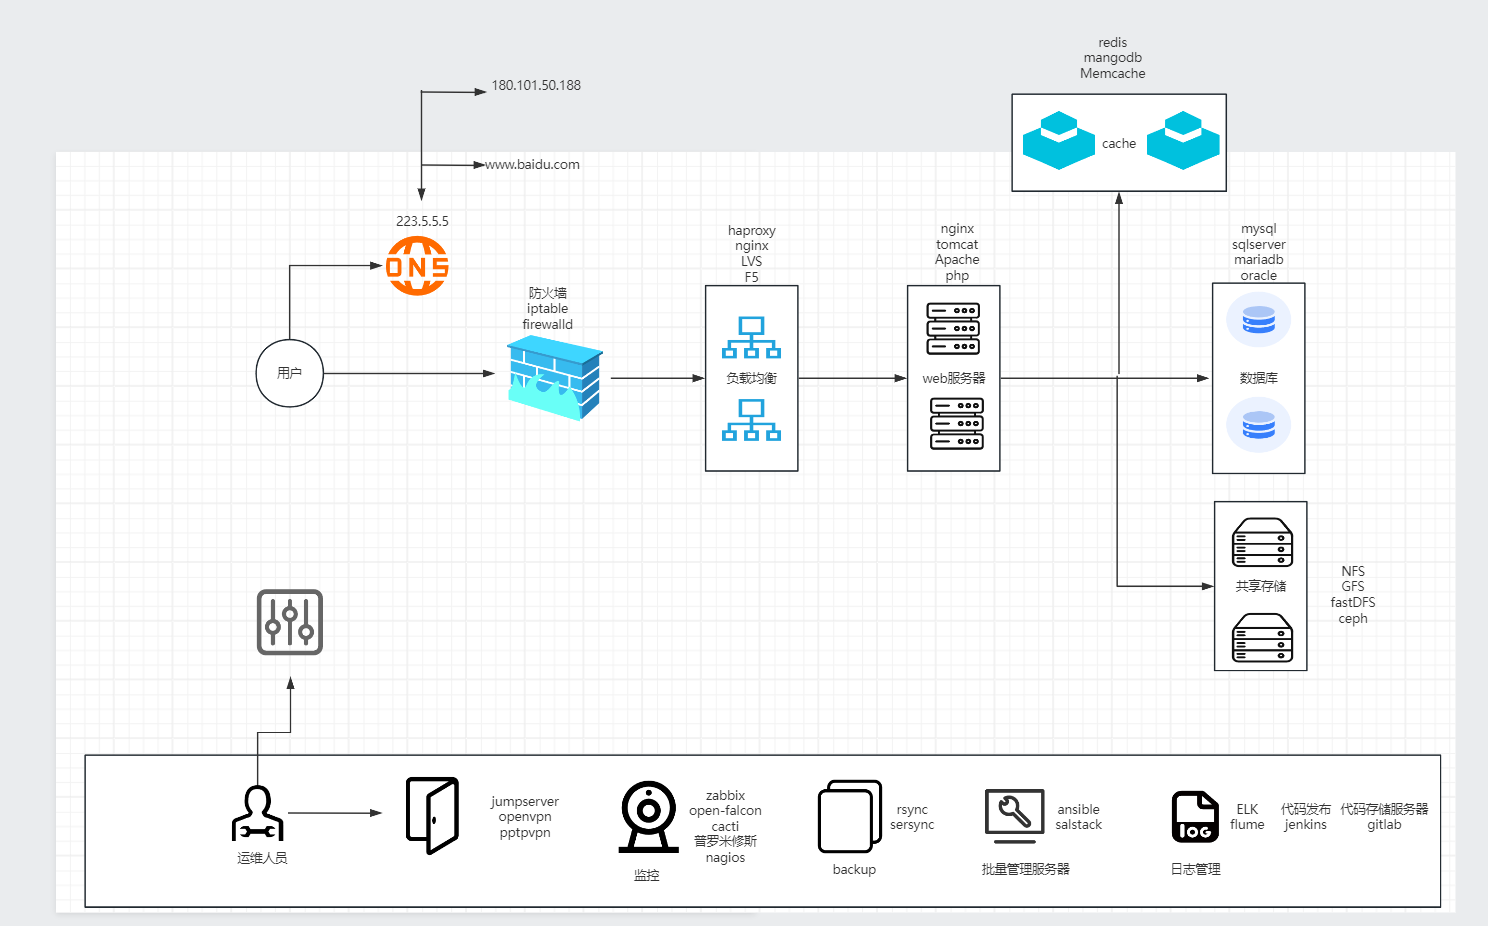 redis
mangodb
Memcache
cache
180.101.50.188
www.baidu.com
223.5.5.5
DNS
防火墙
iptable
firewalld
用户
haproxy
nginx
LVS
F5
负载均衡
nginx
tomcat
Apache
php
web服务器
mysql
sqlserver
mariadb
oracle
数据库
共享存储
NFS
GFS
fastDFS
ceph
运维人员
jumpserver
openvpn
pptpvpn
zabbix
open-falcon
cacti
普罗米修斯
nagios
监控
rsync
sersync
backup
ansible
salstack
批量管理服务器
LOG
ELK
flume
日志管理
代码发布
jenkins
代码存储服务器
gitlab